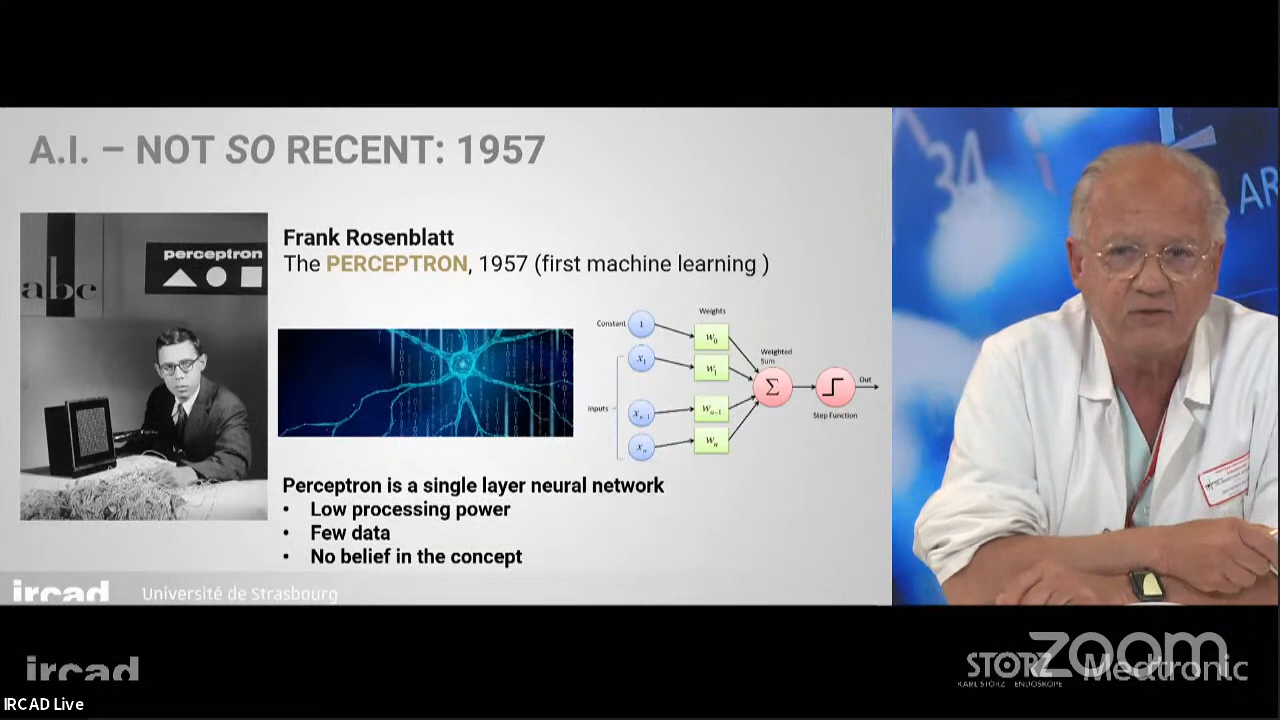 A.I. – NOT SO RECENT: 1957
perceptron
abc
Frank Rosenblatt
The PERCEPTRON, 1957 (first machine learning )
Weights
Constant
1
w0
x1
w1
Weighted
Sum
Σ
Out
Inputs
xn-1
wn-1
Step Function
xn
wn
Perceptron is a single layer neural network
• Low processing power
• Few data
• No belief in the concept
ircad
Université de Strasbourg
34
AR
ircad
STORZ
KARL STORZ ENDOSKOPE
zoom
Medtronic
IRCAD Live